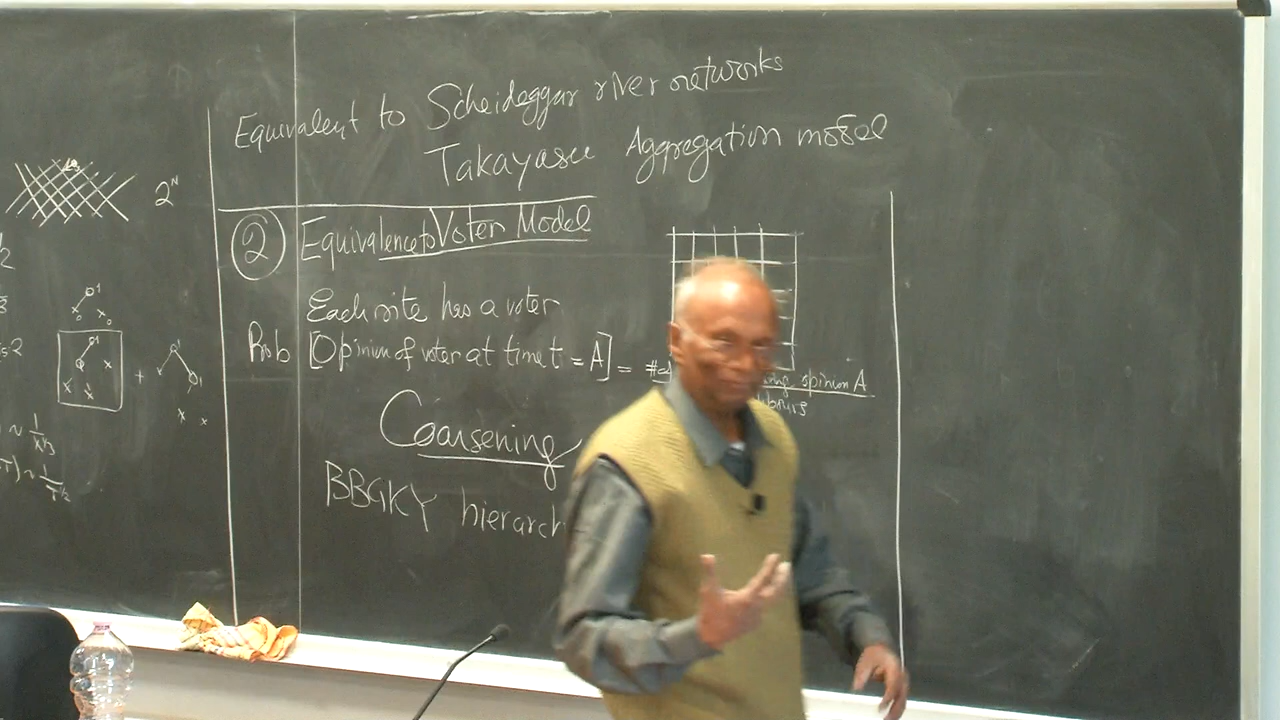 Equivalent to Scheideggar river networks
Takayasu Aggregation model
2^N
② Equivalence to Voter Model
Each site has a voter
Prob [Opinion of voter at time t = A] = #
opinion A
Coarsening
BBGKY hierarch